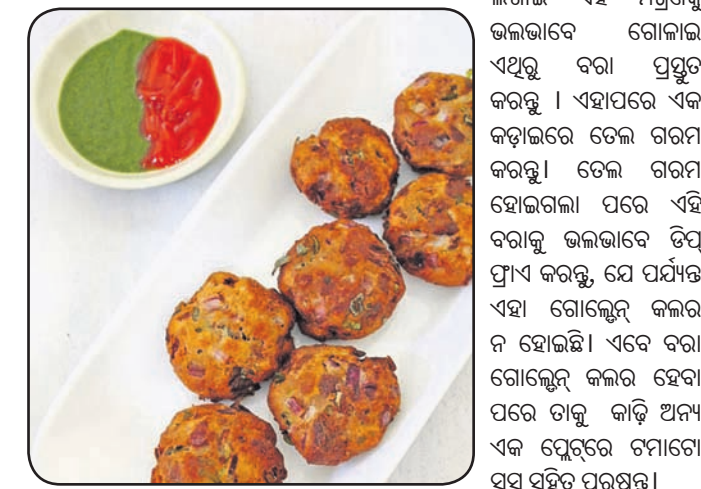 ଭଲଭାବେ ଗୋଳାଇ
ଏଥିରୁ ବରା ପ୍ରସ୍ତୁତ
କରନ୍ତୁ । ଏହାପରେ ଏକ
କଡ଼ାଇରେ ତେଲ ଗରମ
କରନ୍ତୁ। ତେଲ ଗରମ
ହୋଇଗଲା ପରେ ଏହି
ବରାକୁ ଭଲଭାବେ ଡିପ୍
ଫ୍ରାଏ କରନ୍ତୁ, ଯେ ପର୍ଯ୍ୟନ୍ତ
ଏହା ଗୋଲ୍ଡେନ୍ କଲର
ନ ହୋଇଛି। ଏବେ ବରା
ଗୋଲ୍ଡେନ୍ କଲର ହେବା
ପରେ ତାକୁ କାଢ଼ି ଅନ୍ୟ
ଏକ ପ୍ଲେଟ୍‌ରେ ଟମାଟୋ
ସସ୍ ସହିତ ପରଷନ୍ତୁ।